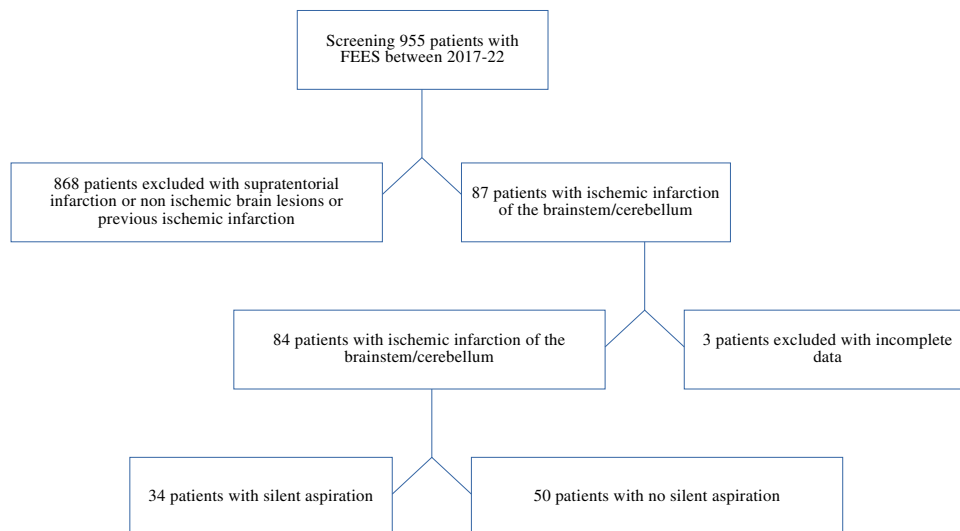 Screening 955 patients with
FEES between 2017-22
868 patients excluded with supratentorial
infarction or non ischemic brain lesions or
previous ischemic infarction
87 patients with ischemic infarction
of the brainstem/cerebellum
84 patients with ischemic infarction of the
brainstem/cerebellum
3 patients excluded with incomplete
data
34 patients with silent aspiration
50 patients with no silent aspiration